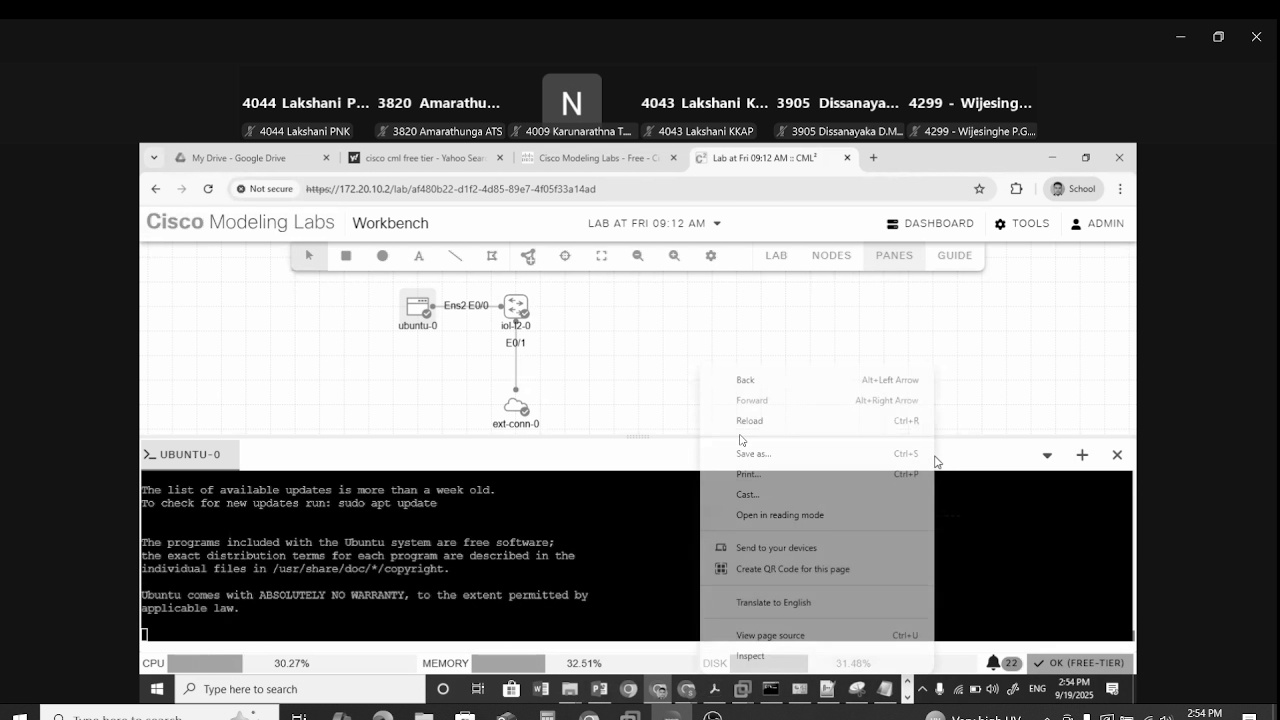 4044 Lakshani P... 3820 Amarathu... N 4043 Lakshani K... 3905 Dissanaya... 4299 - Wijesing...
4044 Lakshani PNK 3820 Amarathunga ATS 4009 Karunarathna T... 4043 Lakshani KKAP 3905 Dissanayaka D.M... 4299 - Wijesinghe P.G....
My Drive - Google Drive cisco cml free tier - Yahoo Sear Cisco Modeling Labs - Free - C Lab at Fri 09:12 AM :: CML²
Not secure https://172.20.10.2/lab/af480b22-d1f2-4d85-89e7-4f05f33a14ad School
Cisco Modeling Labs Workbench LAB AT FRI 09:12 AM DASHBOARD TOOLS ADMIN
A LAB NODES PANES GUIDE
Ens2 E0/0
ubuntu-0 iol-l2-0
E0/1
ext-conn-0
Back Alt+Left Arrow
Forward Alt+Right Arrow
Reload Ctrl+R
Save as... Ctrl+S
Print... Ctrl+P
Cast...
Open in reading mode
Send to your devices
Create QR Code for this page
Translate to English
View page source Ctrl+U
Inspect
UBUNTU-0
The list of available updates is more than a week old.
To check for new updates run: sudo apt update
The programs included with the Ubuntu system are free software;
the exact distribution terms for each program are described in the
individual files in /usr/share/doc/*/copyright.
Ubuntu comes with ABSOLUTELY NO WARRANTY, to the extent permitted by
applicable law.
CPU 30.27% MEMORY 32.51% DISK 31.48% 22 OK (FREE-TIER)
Type here to search ENG 2:54 PM
9/19/2025
Type here to search 2:54 PM